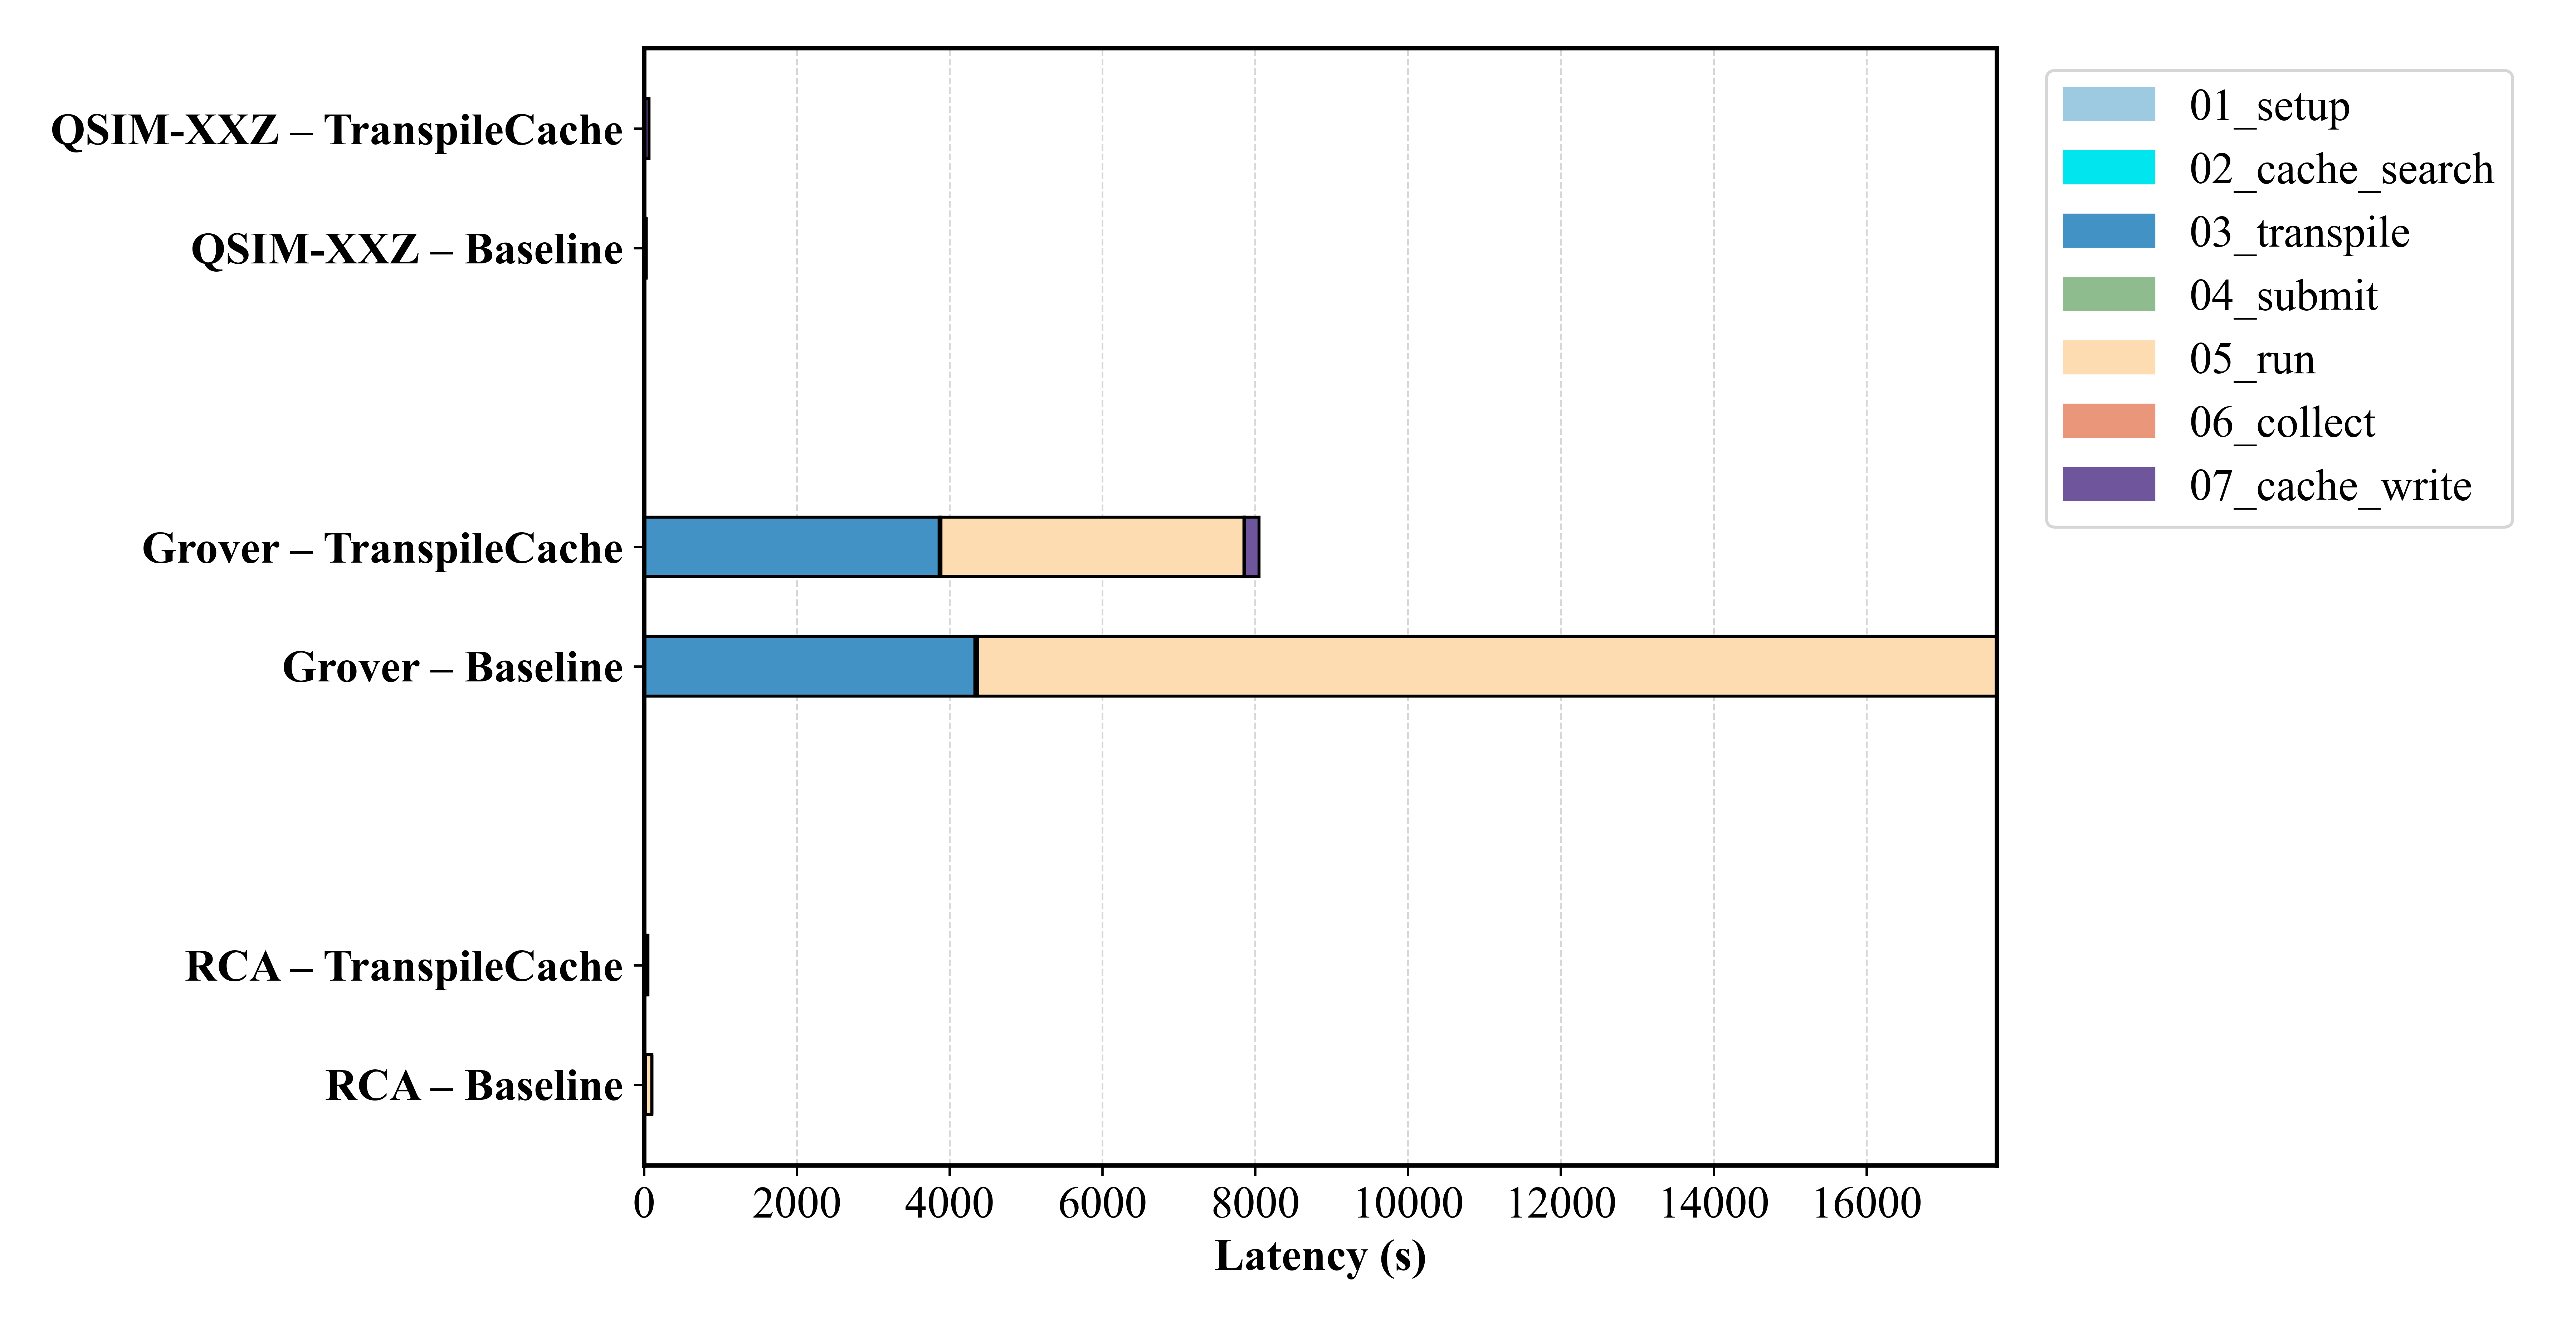 QSIM-XXZ – TranspileCache
QSIM-XXZ – Baseline
Grover – TranspileCache
Grover – Baseline
RCA – TranspileCache
RCA – Baseline
0 2000 4000 6000 8000 10000 12000 14000 16000
Latency (s)
01_setup
02_cache_search
03_transpile
04_submit
05_run
06_collect
07_cache_write